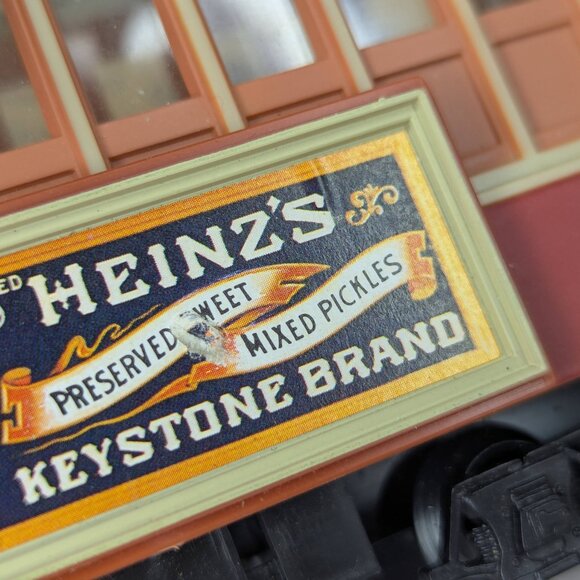 HEINZ'S
PRESERVED SWEET
MIXED PICKLES
KEYSTONE BRAND